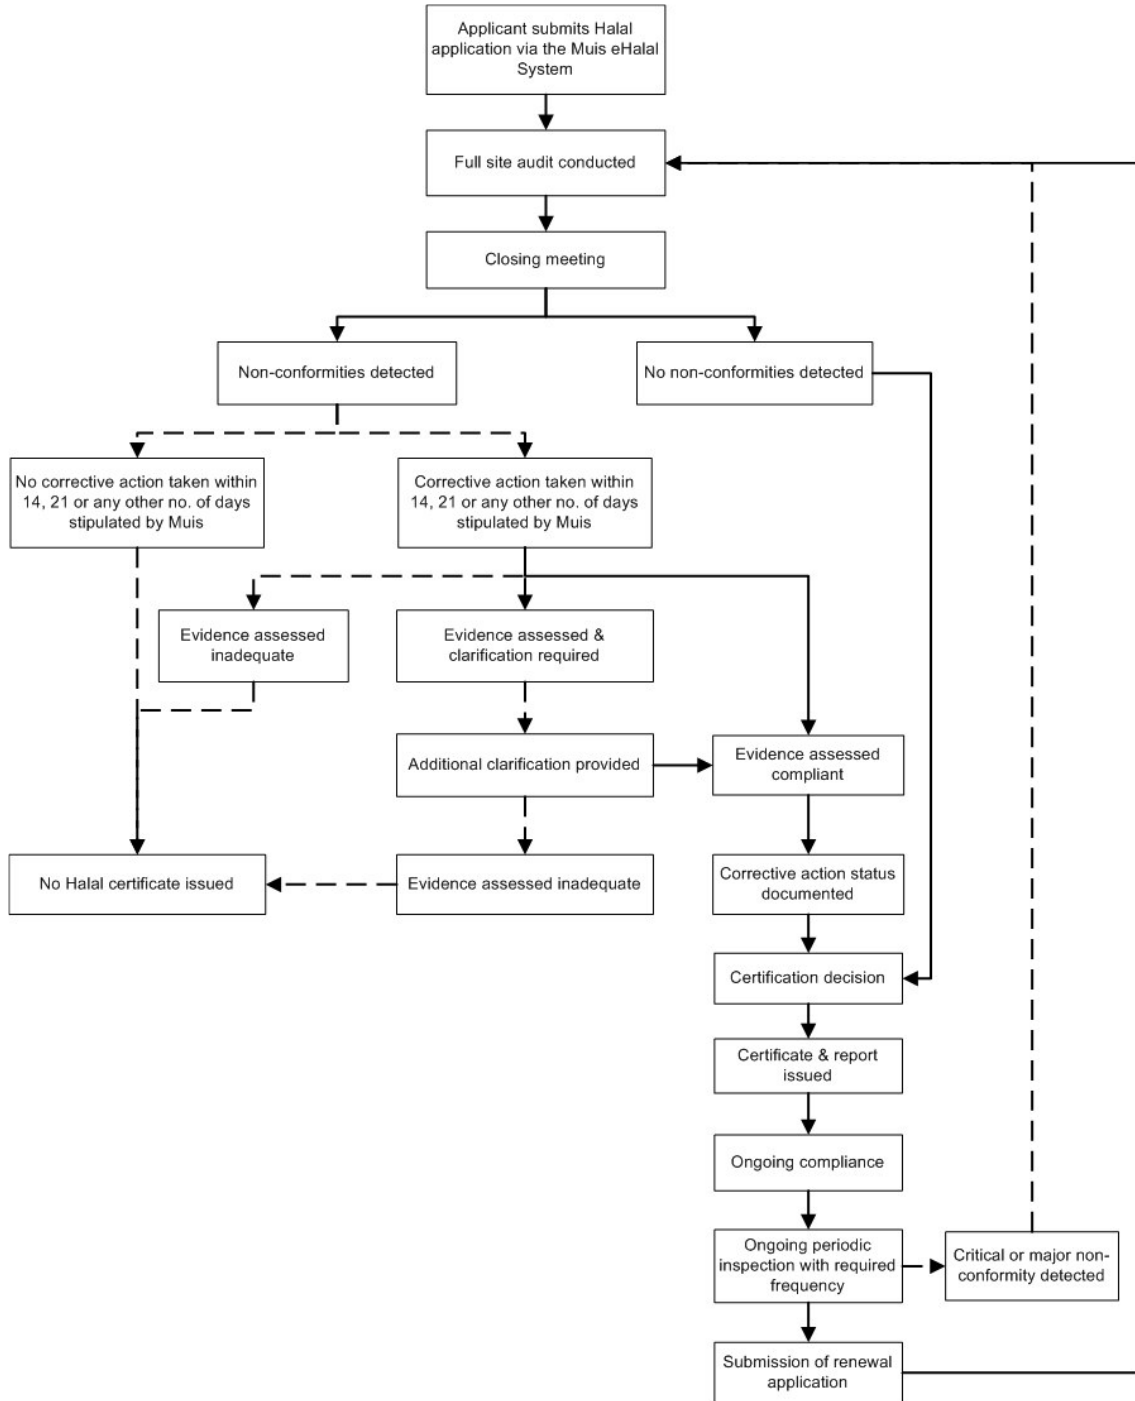 Applicant submits Halal
application via the Muis eHalal
System
Full site audit conducted
Closing meeting
Non-conformities detected
No non-conformities detected
No corrective action taken within
14, 21 or any other no. of days
stipulated by Muis
Corrective action taken within
14, 21 or any other no. of days
stipulated by Muis
Evidence assessed
inadequate
Evidence assessed &
clarification required
Additional clarification provided
Evidence assessed
compliant
No Halal certificate issued
Evidence assessed inadequate
Corrective action status
documented
Certification decision
Certificate & report
issued
Ongoing compliance
Ongoing periodic
inspection with required
frequency
Critical or major non-
conformity detected
Submission of renewal
application